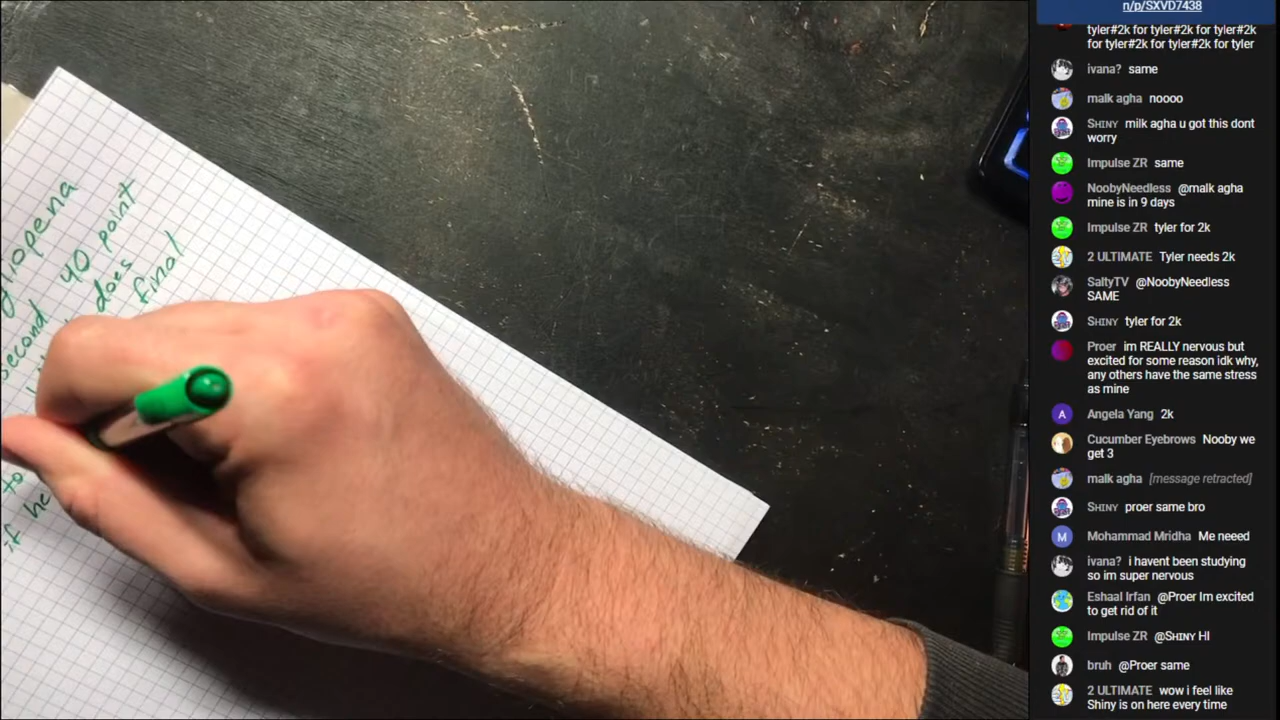 opena
second 40 point
does
final
to
if he
n/p/SXVD7438
tyler#2k for tyler#2k for tyler#2k
for tyler#2k for tyler#2k for tyler
ivana? same
malk agha noooo
SHINY milk agha u got this dont
worry
Impulse ZR same
NoobyNeedless @malk agha
mine is in 9 days
Impulse ZR tyler for 2k
2 ULTIMATE Tyler needs 2k
SaltyTV @NoobyNeedless
SAME
SHINY tyler for 2k
Proer im REALLY nervous but
excited for some reason idk why,
any others have the same stress
as mine
A Angela Yang 2k
Cucumber Eyebrows Nooby we
get 3
malk agha [message retracted]
SHINY proer same bro
M Mohammad Mridha Me neeed
ivana? i havent been studying
so im super nervous
Eshaal Irfan @Proer Im excited
to get rid of it
Impulse ZR @SHINY HI
bruh @Proer same
2 ULTIMATE wow i feel like
Shiny is on here every time